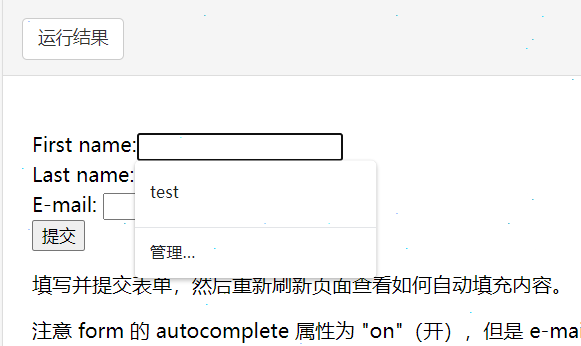 运行结果
First name:
Last name:
test
E-mail:
提交
管理...
填写并提交表单，然后重新刷新页面查看如何自动填充内容。
注意 form 的 autocomplete 属性为 "on"（开），但是 e-mai